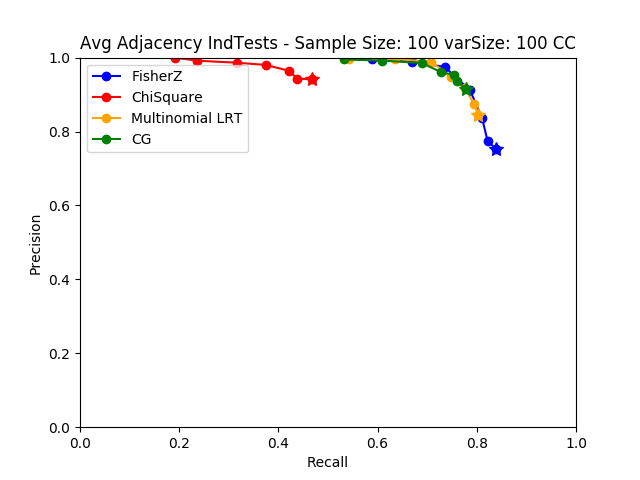 Avg Adjacency IndTests - Sample Size: 100 varSize: 100 CC
FisherZ
ChiSquare
Multinomial LRT
CG
1.0
0.8
0.6
0.4
0.2
0.0
Precision
0.0 0.2 0.4 0.6 0.8 1.0
Recall